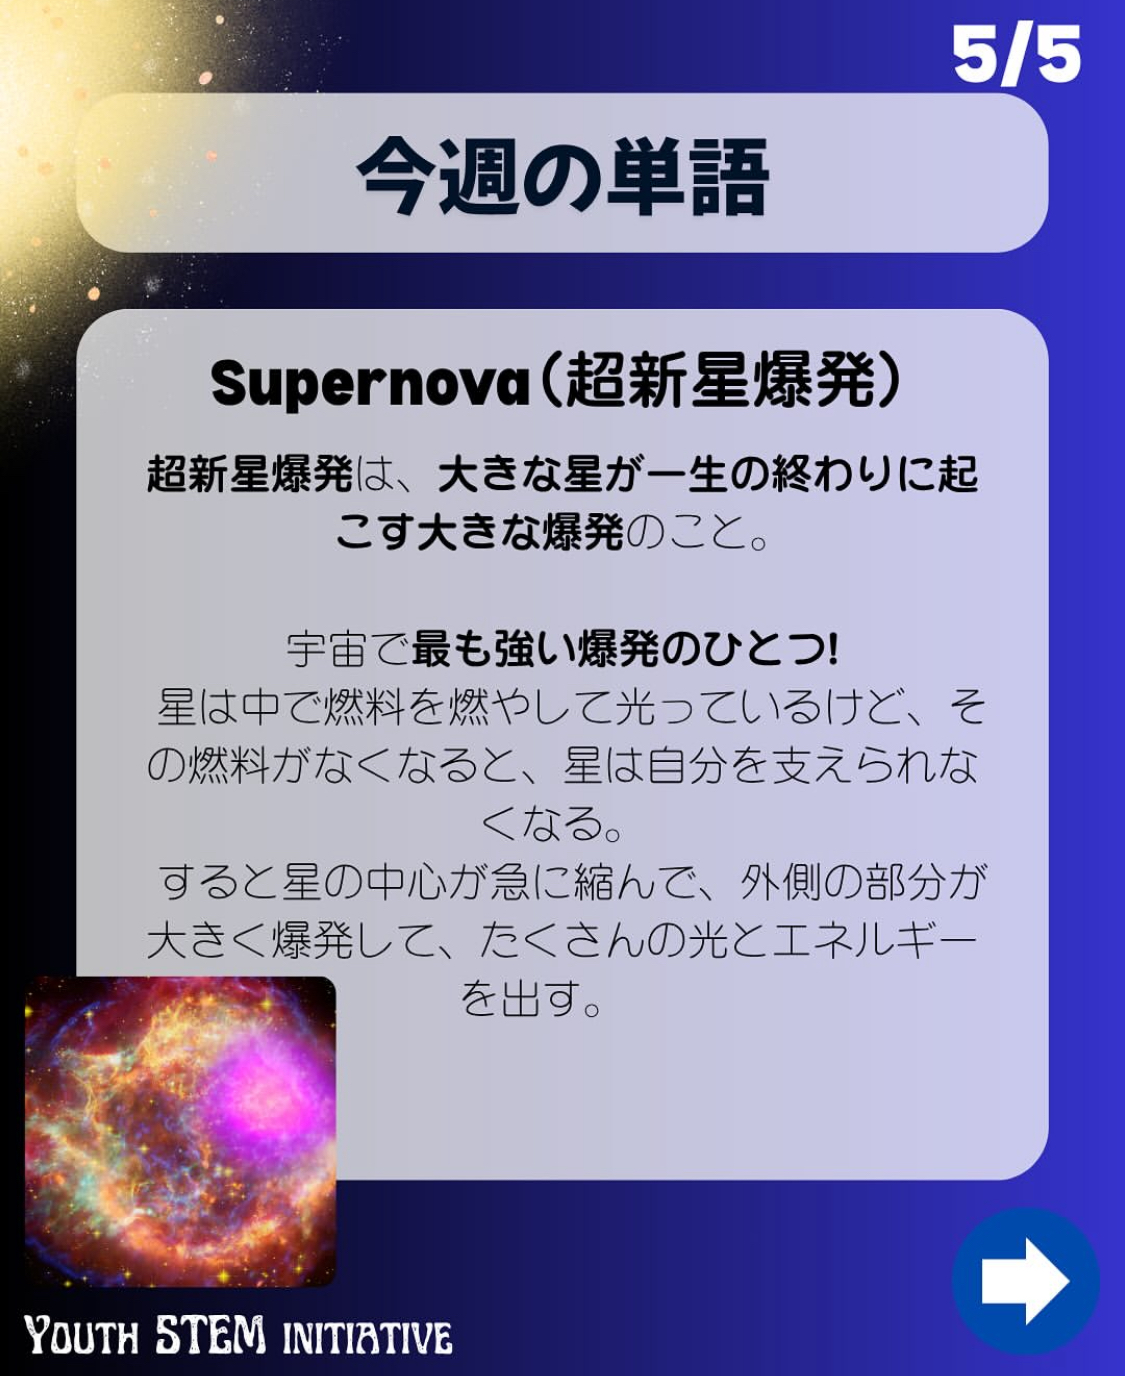 5/5
今週の単語
Supernova(超新星爆発)
超新星爆発は、大きな星が一生の終わりに起
こす大きな爆発のこと。
宇宙で最も強い爆発のひとつ!
星は中で燃料を燃やして光っているけど、そ
の燃料がなくなると、星は自分を支えられな
くなる。
すると星の中心が急に縮んで、外側の部分が
大きく爆発して、たくさんの光とエネルギー
を出す。
YOUTH STEM INITIATIVE